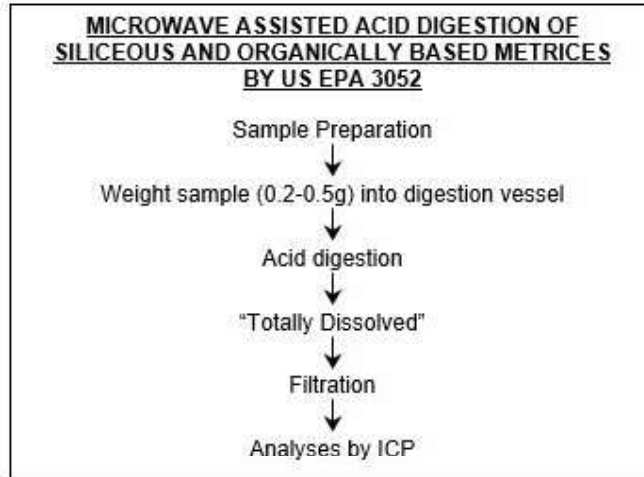 MICROWAVE ASSISTED ACID DIGESTION OF
SILICEOUS AND ORGANICALLY BASED METRICES
BY US EPA 3052
Sample Preparation
Weight sample (0.2-0.5g) into digestion vessel
Acid digestion
“Totally Dissolved”
Filtration
Analyses by ICP